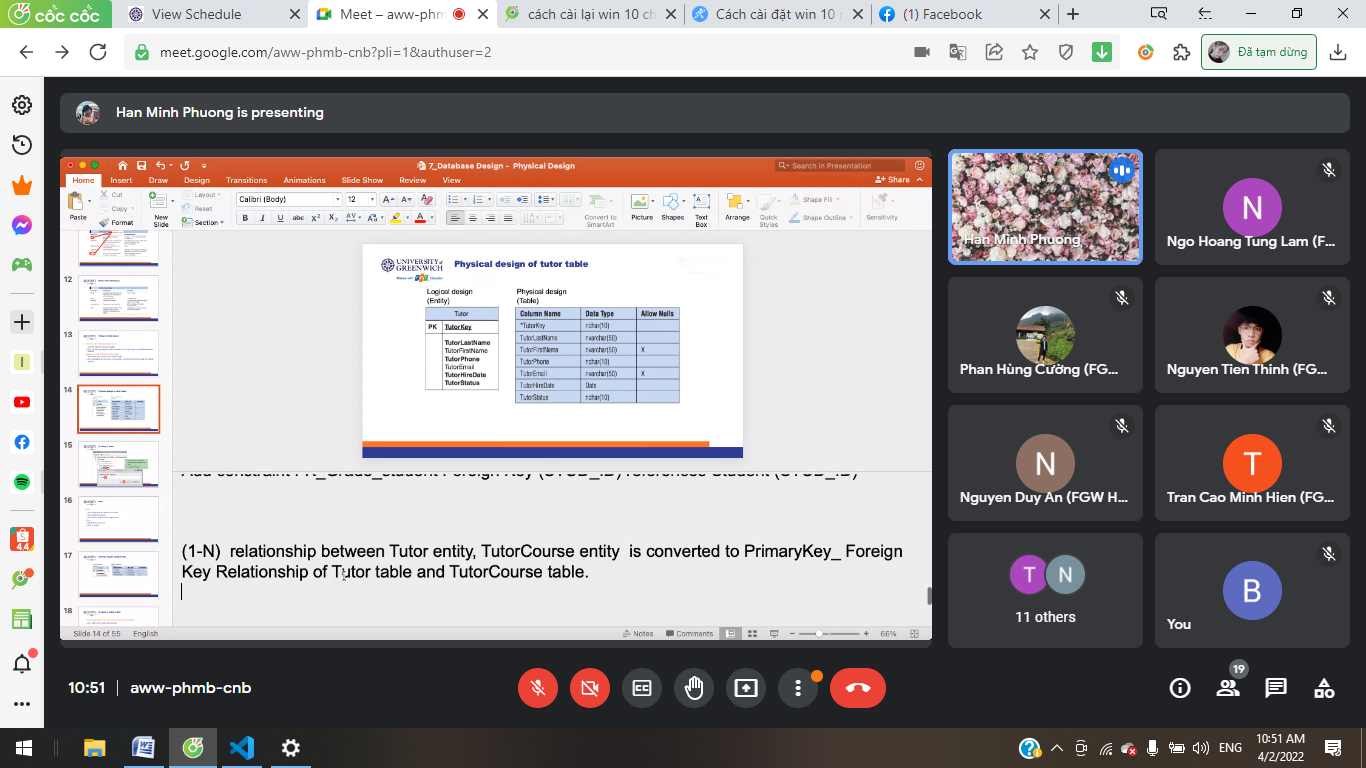 cốc cốc
View Schedule
Meet – aww-phm
cách cài lại win 10 ch
Cách cài đặt win 10 r
(1) Facebook
meet.google.com/aww-phmb-cnb?pli=1&authuser=2
Đã tạm dừng
Han Minh Phuong is presenting
7_Database Design - Physical Design
Search in Presentation
Home
Insert
Draw
Design
Transitions
Animations
Slide Show
Review
View
Share
Paste
Cut
Copy
Format
New
Slide
Layout
Reset
Section
Calibri (Body)
12
Convert to
SmartArt
Picture
Shapes
Text
Box
Arrange
Quick
Styles
Shape Fill
Shape Outline
Sensitivity
12
13
14
15
16
17
18
UNIVERSITY of
GREENWICH
Physical design of tutor table
Logical design
(Entity)
Physical design
(Table)
Tutor
PK TutorKey
TutorLastName
TutorFirstName
TutorPhone
TutorEmail
TutorHireDate
TutorStatus
Column Name Data Type Allow Nulls
*TutorKey nchar(10)
TutorLastName nvarchar(50)
TutorFirstName nvarchar(50) X
TutorPhone nchar(10)
TutorEmail nvarchar(50) X
TutorHireDate Date
TutorStatus nchar(10)
(1-N) relationship between Tutor entity, TutorCourse entity is converted to PrimaryKey_ Foreign
Key Relationship of Tutor table and TutorCourse table.
Slide 14 of 55
English
Notes
Comments
66%
Han Minh Phuong
Ngo Hoang Tung Lam (F...
Phan Hùng Cường (FG...
Nguyen Tien Thinh (FG...
N
Nguyen Duy An (FGW H...
T
Tran Cao Minh Hien (FG...
T
N
11 others
B
You
N
10:51
aww-phmb-cnb
19
ENG
10:51 AM
4/2/2022